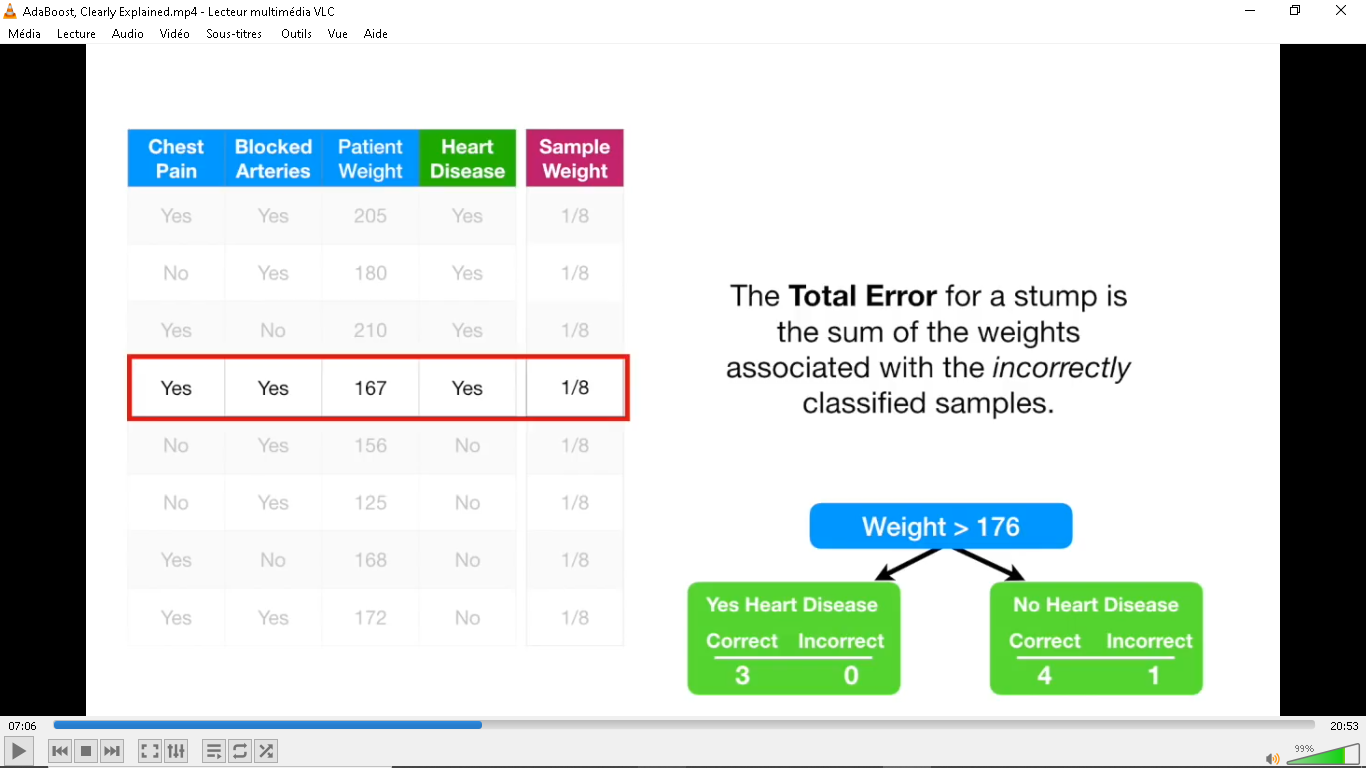 AdaBoost, Clearly Explained.mp4 - Lecteur multimédia VLC
Média Lecture Audio Vidéo Sous-titres Outils Vue Aide
Chest Pain Blocked Arteries Patient Weight Heart Disease Sample Weight
Yes Yes 205 Yes 1/8
No Yes 180 Yes 1/8
Yes No 210 Yes 1/8
Yes Yes 167 Yes 1/8
No Yes 156 No 1/8
No Yes 125 No 1/8
Yes No 168 No 1/8
Yes Yes 172 No 1/8
The Total Error for a stump is
the sum of the weights
associated with the incorrectly
classified samples.
Weight > 176
Yes Heart Disease
Correct Incorrect
3 0
No Heart Disease
Correct Incorrect
4 1
07:06 20:53
99%